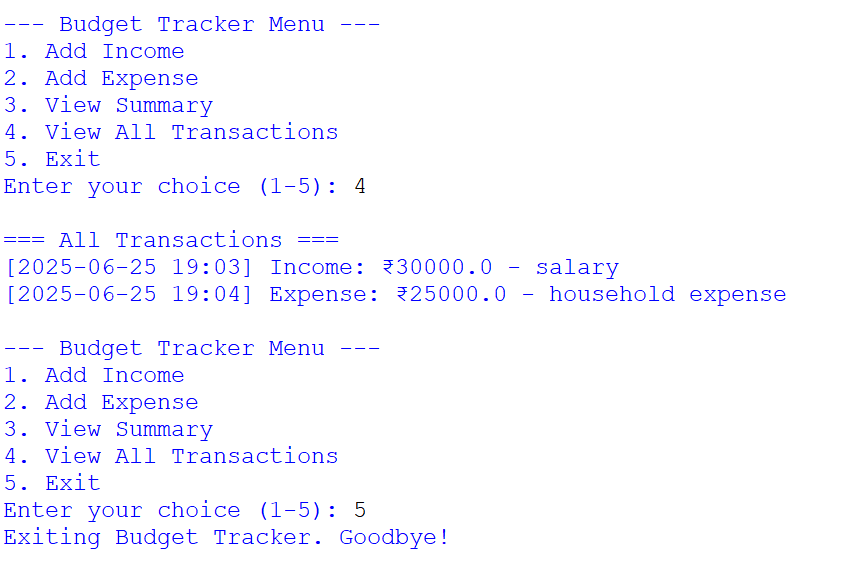 --- Budget Tracker Menu ---
1. Add Income
2. Add Expense
3. View Summary
4. View All Transactions
5. Exit
Enter your choice (1-5): 4
=== All Transactions ===
[2025-06-25 19:03] Income: ₹30000.0 - salary
[2025-06-25 19:04] Expense: ₹25000.0 - household expense
--- Budget Tracker Menu ---
1. Add Income
2. Add Expense
3. View Summary
4. View All Transactions
5. Exit
Enter your choice (1-5): 5
Exiting Budget Tracker. Goodbye!